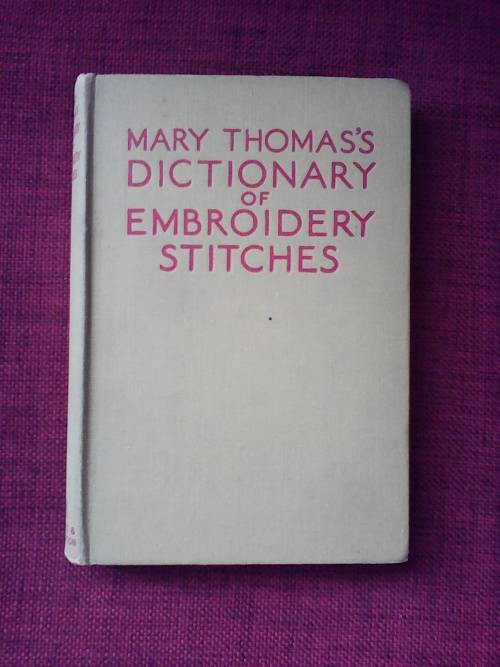 MARY THOMAS'S
DICTIONARY
OF
EMBROIDERY
STITCHES